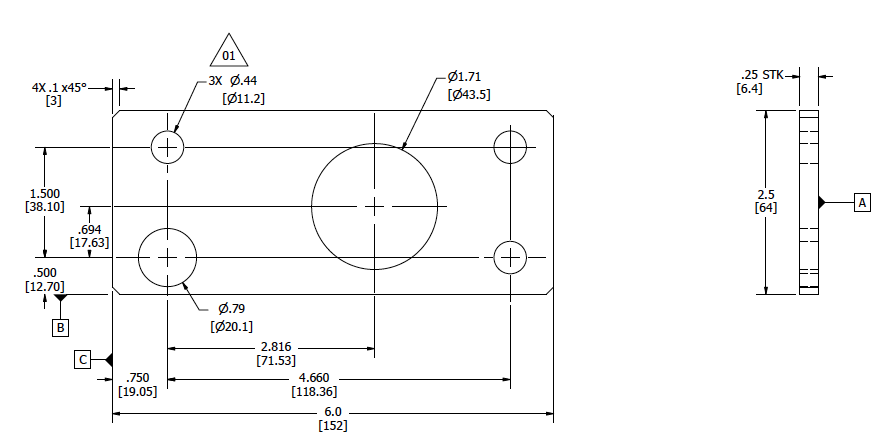 01
3X Ø.44
[Ø11.2]
Ø1.71
[Ø43.5]
4X .1 x45°
[3]
.25 STK
[6.4]
1.500
[38.10]
.694
[17.63]
.500
[12.70]
2.5
[64]
A
B
Ø.79
[Ø20.1]
C
2.816
[71.53]
.750
[19.05]
4.660
[118.36]
6.0
[152]